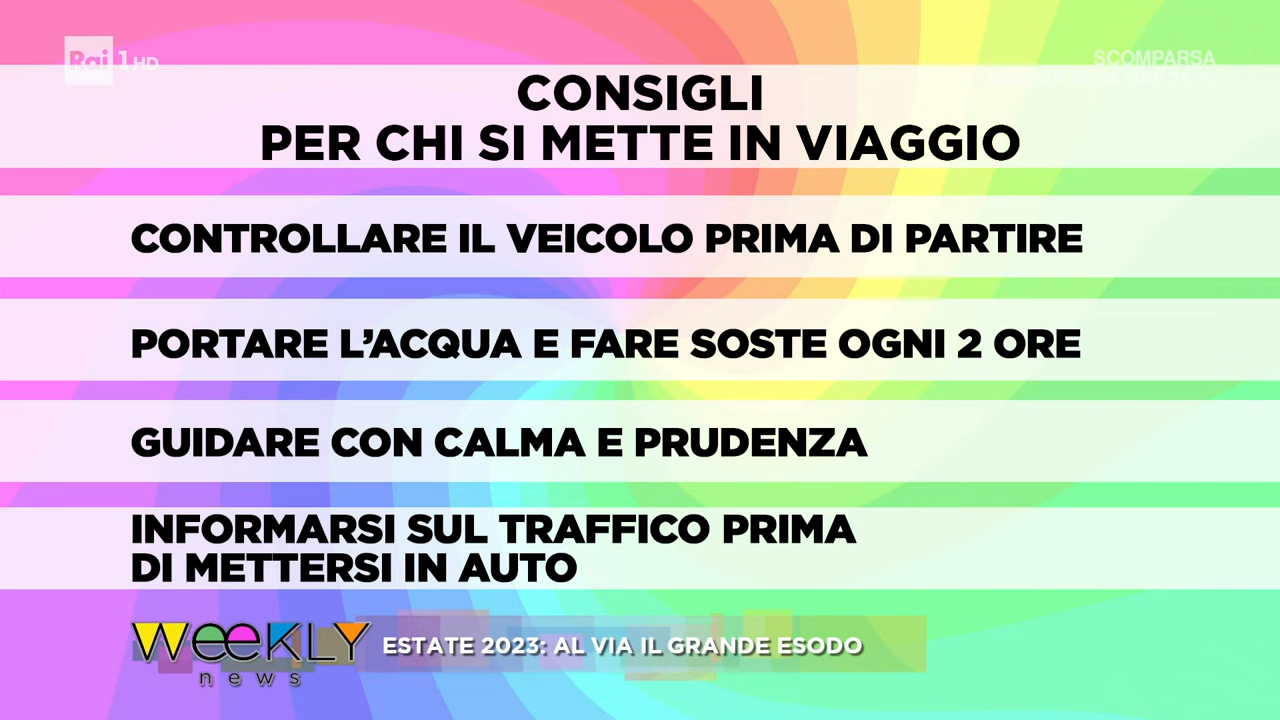 Rai 1 HD
SCOMPARSA
CONSIGLI
PER CHI SI METTE IN VIAGGIO
CONTROLLARE IL VEICOLO PRIMA DI PARTIRE
PORTARE L’ACQUA E FARE SOSTE OGNI 2 ORE
GUIDARE CON CALMA E PRUDENZA
INFORMARSI SUL TRAFFICO PRIMA
DI METTERSI IN AUTO
WEEKLY
news
ESTATE 2023: AL VIA IL GRANDE ESODO